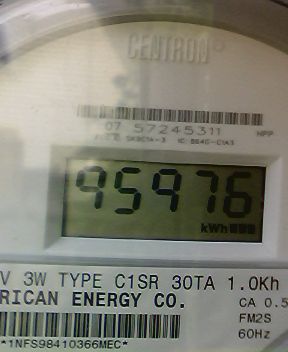 CENTRON®
07 57245311 HPP
95976
kWh
V 3W TYPE C1SR 30TA 1.0Kh
RICAN ENERGY CO.
CA 0.5
FM2S
*1NFS98410366MEC*
60Hz